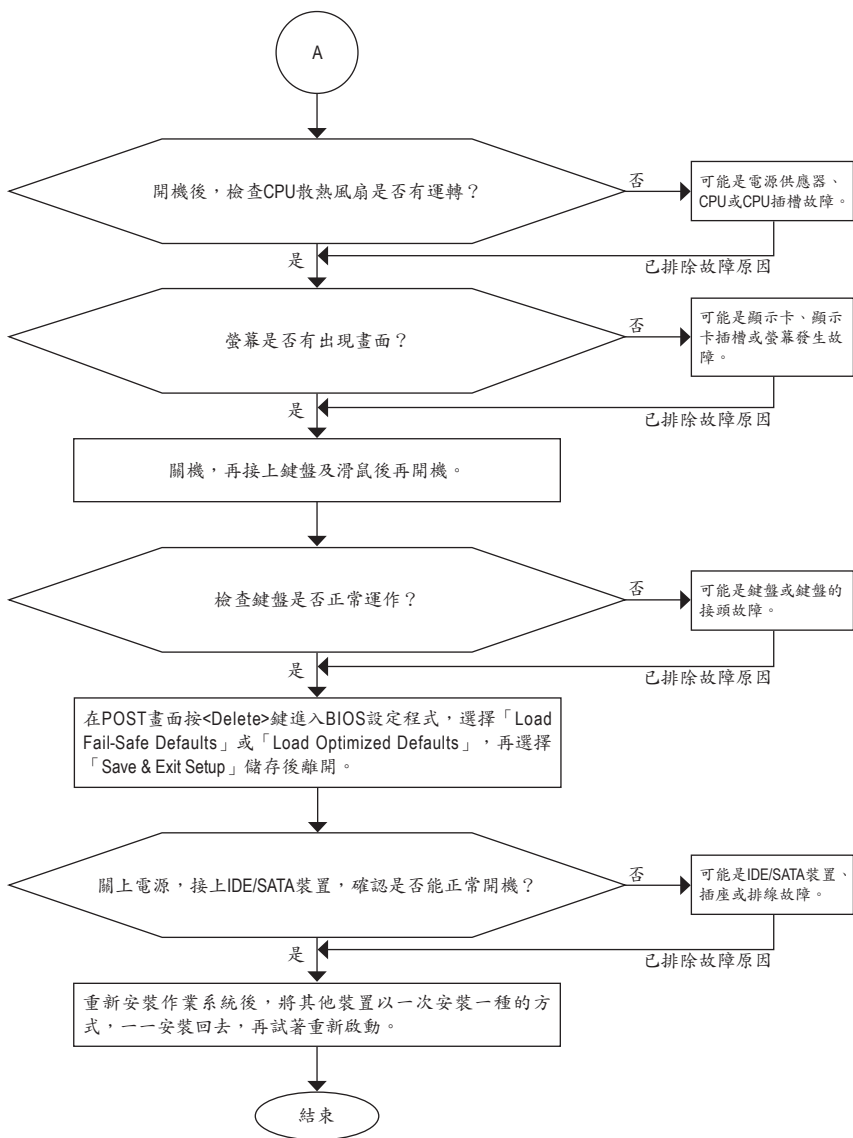 A
開機後，檢查CPU散熱風扇是否有運轉？
否
可能是電源供應器、
CPU或CPU插槽故障。
是
已排除故障原因
螢幕是否有出現畫面？
否
可能是顯示卡、顯示
卡插槽或螢幕發生故
障。
是
已排除故障原因
關機，再接上鍵盤及滑鼠後再開機。
檢查鍵盤是否正常運作？
否
可能是鍵盤或鍵盤的
接頭故障。
是
已排除故障原因
在POST畫面按<Delete>鍵進入BIOS設定程式，選擇「Load
Fail-Safe Defaults」或「Load Optimized Defaults」，再選擇
「Save & Exit Setup」儲存後離開。
關上電源，接上IDE/SATA裝置，確認是否能正常開機？
否
可能是IDE/SATA裝置、
插座或排線故障。
是
已排除故障原因
重新安裝作業系統後，將其他裝置以一次安裝一種的方
式，一一安裝回去，再試著重新啟動。
結束